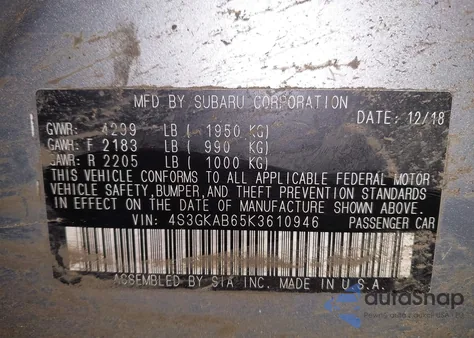 MFD BY SUBARU CORPORATION
DATE: 12/18
GVWR: 4299 LB ( 1950 KG)
GAWR: F 2183 LB ( 990 KG)
GAWR: R 2205 LB ( 1000 KG)
THIS VEHICLE CONFORMS TO ALL APPLICABLE FEDERAL MOTOR
VEHICLE SAFETY, BUMPER, AND THEFT PREVENTION STANDARDS
IN EFFECT ON THE DATE OF MANUFACTURE SHOWN ABOVE.
VIN: 4S3GKAB65K3610946 PASSENGER CAR
ASSEMBLED BY SIA INC. MADE IN U.S.A.
autaSnap